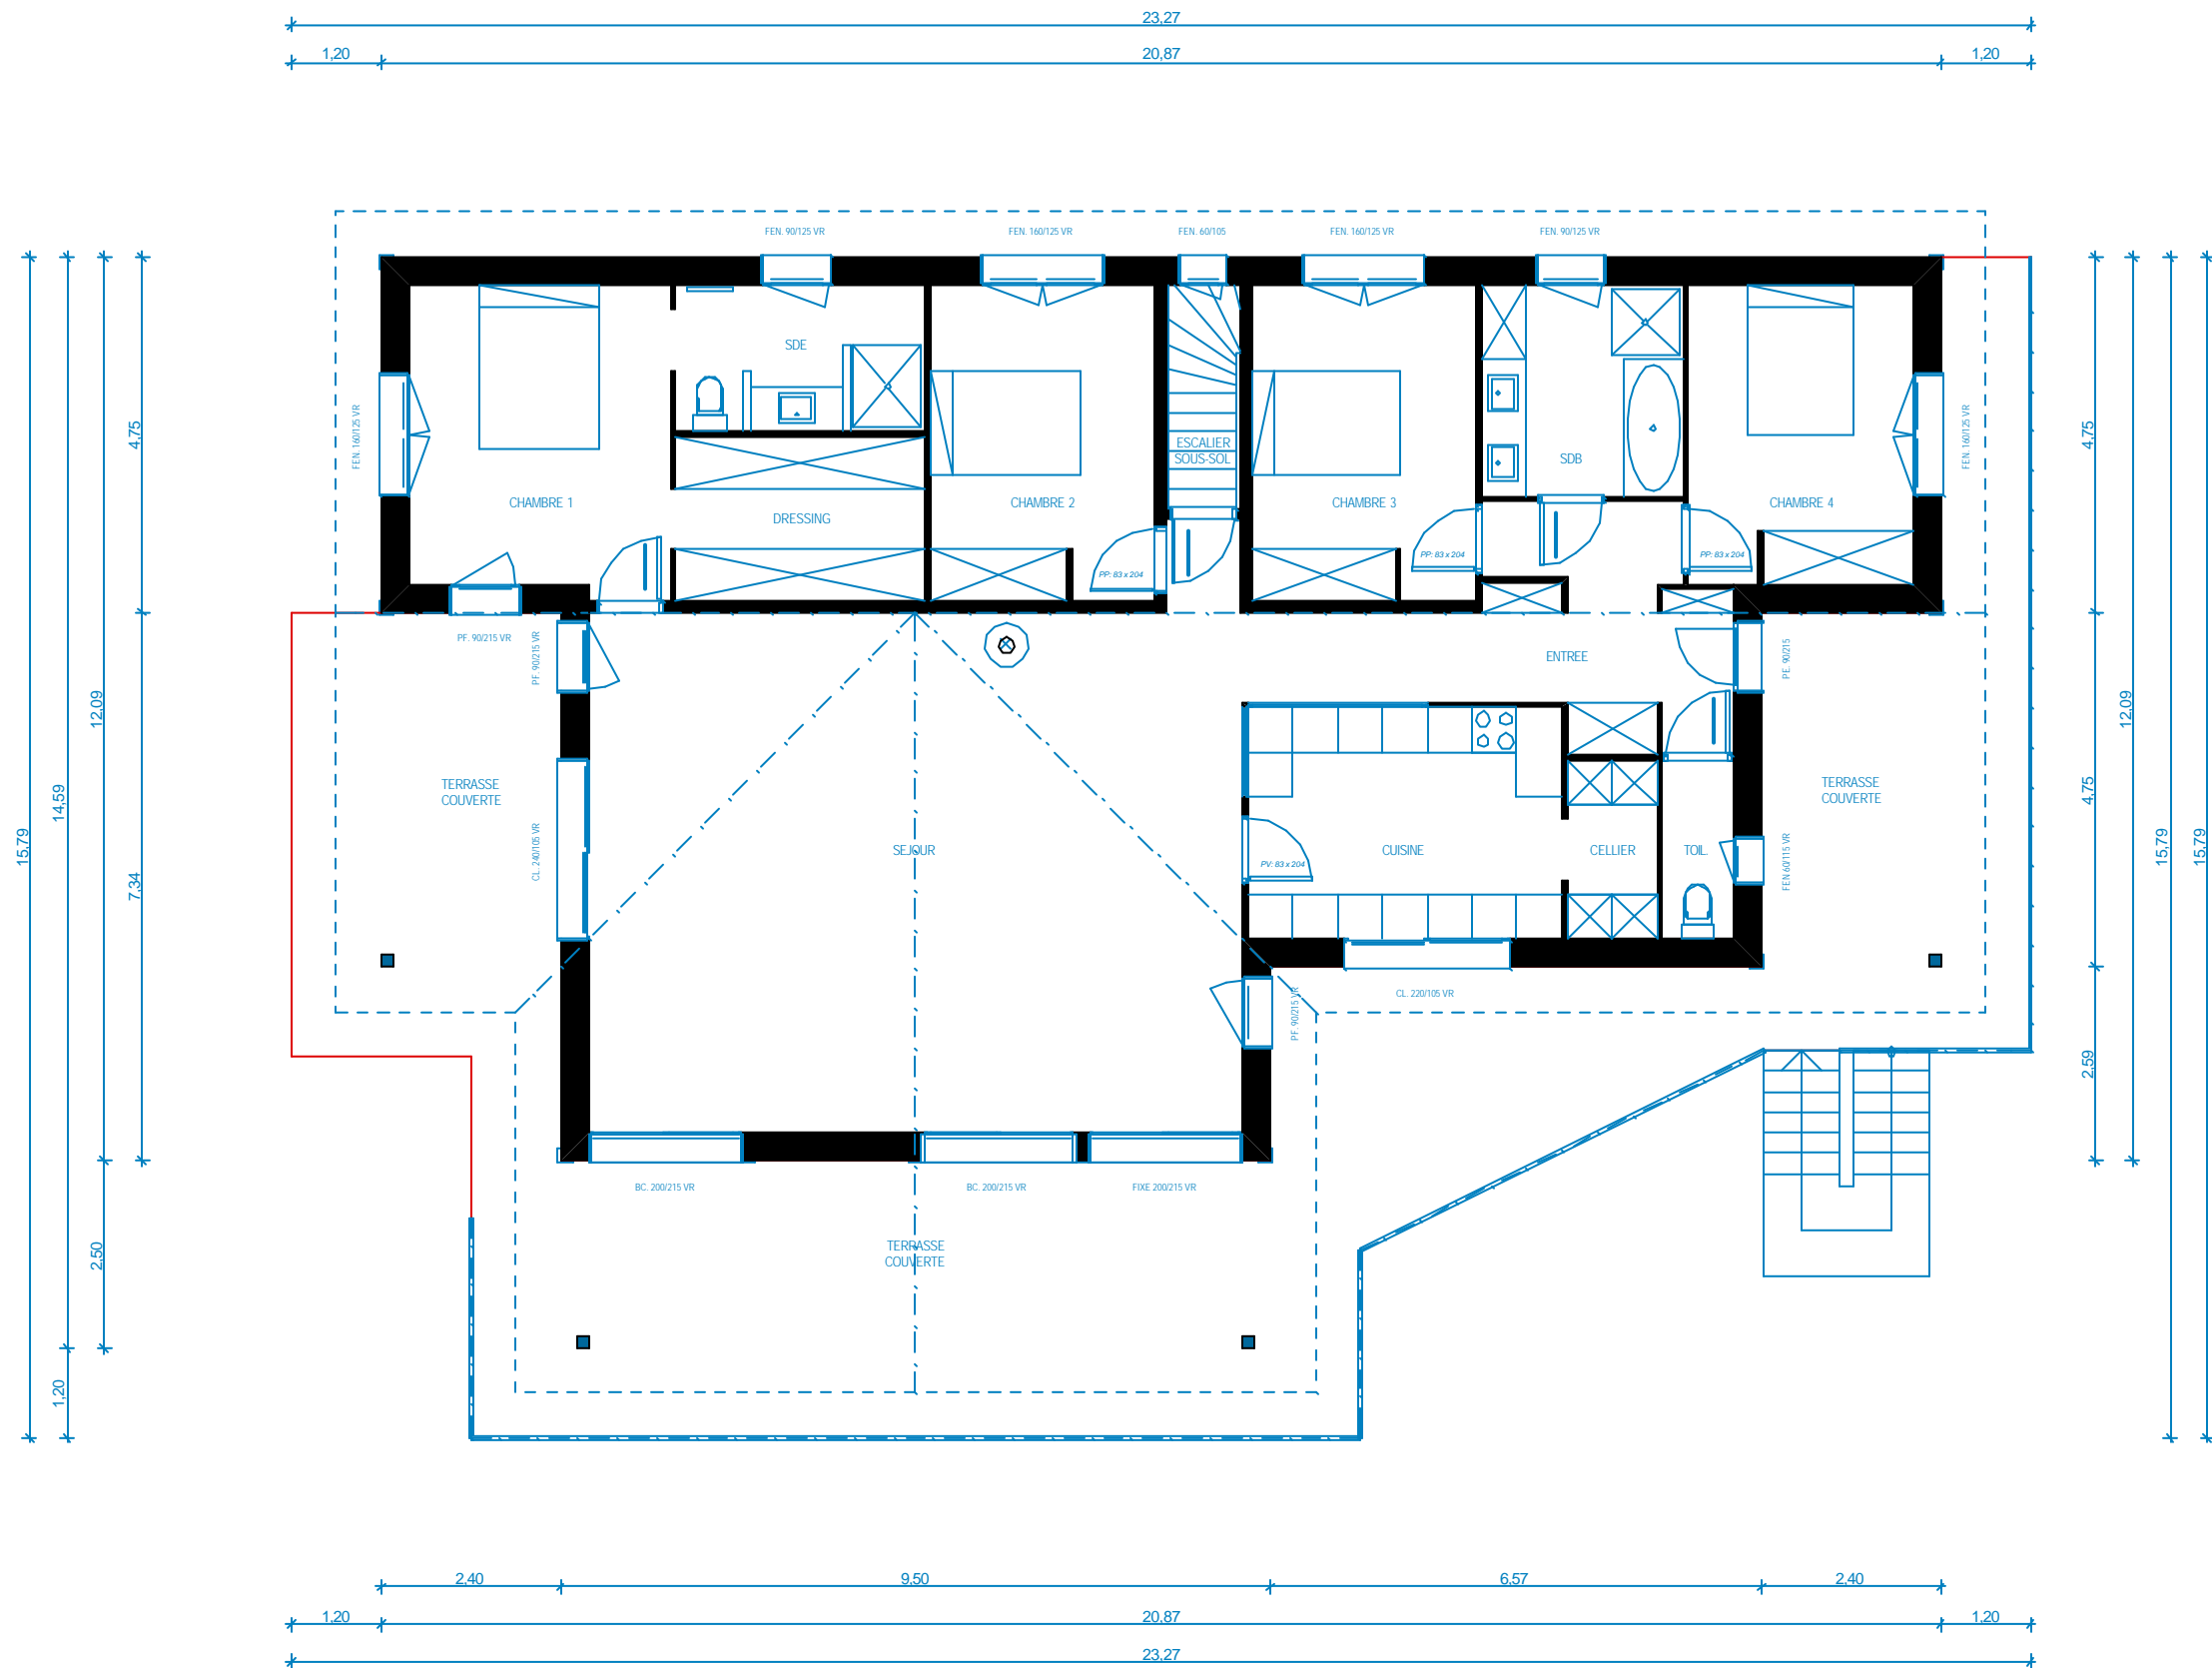 23,27
1,20
20,87
1,20
FEN. 90/125 VR
FEN. 160/125 VR
FEN. 60/105
FEN. 160/125 VR
FEN. 90/125 VR
SDE
4,75
FEN. 160/125 VR
ESCALIER
SOUS-SOL
SDB
FEN. 160/125 VR
4,75
CHAMBRE 1
DRESSING
CHAMBRE 2
CHAMBRE 3
CHAMBRE 4
PP: 83 x 204
PP: 83 x 204
PP: 83 x 204
PF. 90/215 VR
PF. 90/215 VR
ENTREE
PE. 90/215
12,09
12,09
TERRASSE
COUVERTE
TERRASSE
COUVERTE
14,59
4,75
15,79
7,34
CL. 240/105 VR
SEJOUR
PV: 83 x 204
CUISINE
CELLIER
TOIL.
FEN 60/115 VR
15,79
15,79
CL. 220/105 VR
PF. 90/215 VR
2,59
BC. 200/215 VR
BC. 200/215 VR
FIXE 200/215 VR
2,50
TERRASSE
COUVERTE
1,20
2,40
9,50
6,57
2,40
1,20
20,87
1,20
23,27